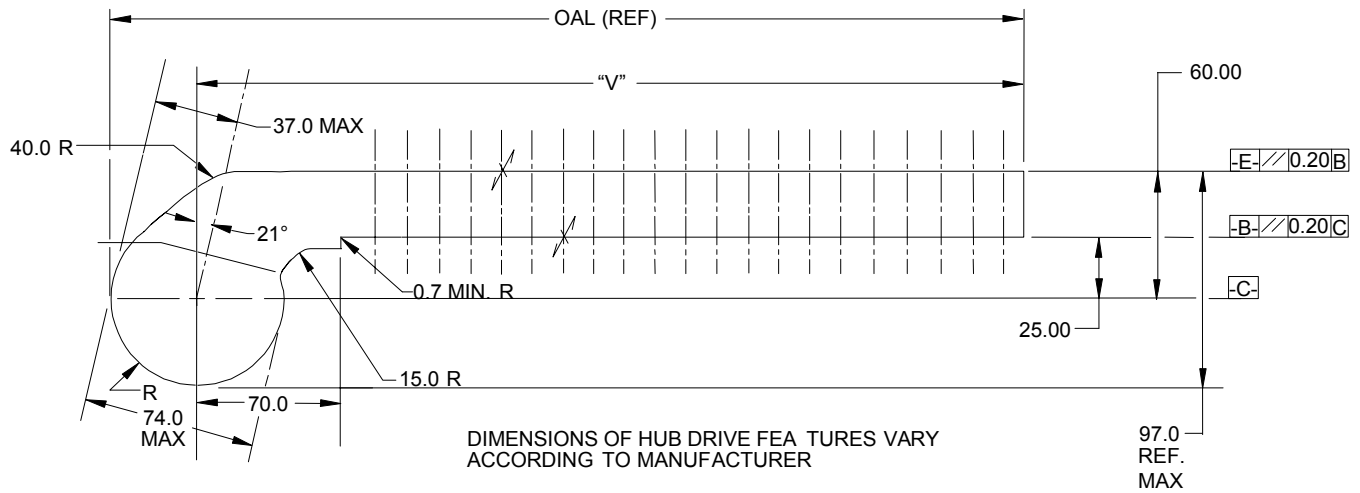 OAL (REF)
“V”
60.00
37.0 MAX
40.0 R
-E- // 0.20 B
21°
-B- // 0.20 C
0.7 MIN. R
-C-
25.00
15.0 R
R
70.0
74.0
MAX
DIMENSIONS OF HUB DRIVE FEA TURES VARY
ACCORDING TO MANUFACTURER
97.0
REF.
MAX